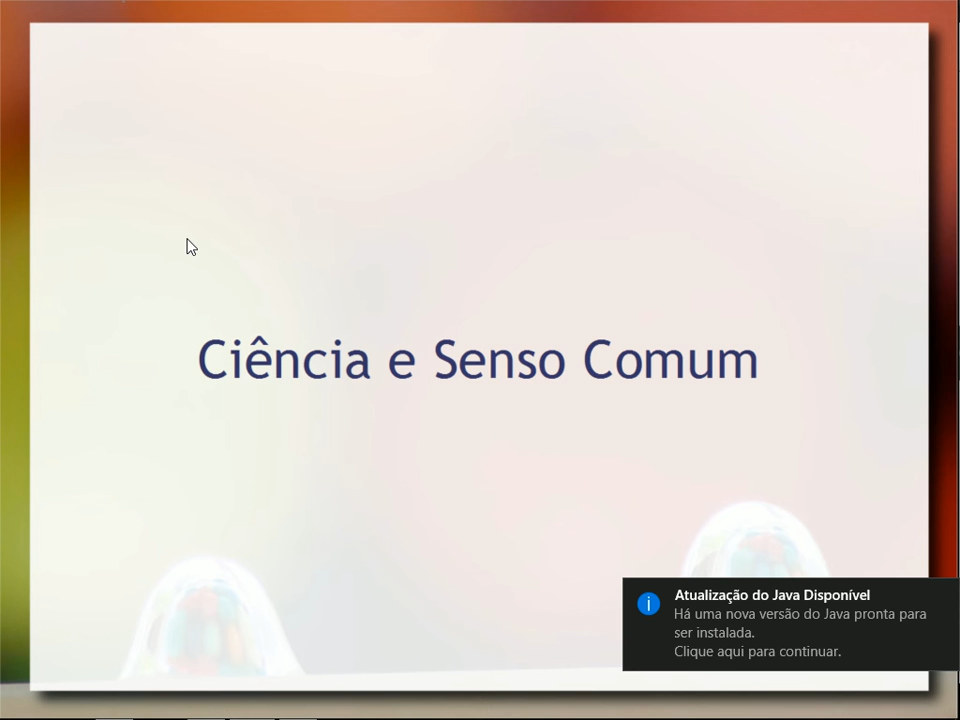 Ciência e Senso Comum
Atualização do Java Disponível
Há uma nova versão do Java pronta para
ser instalada.
Clique aqui para continuar.